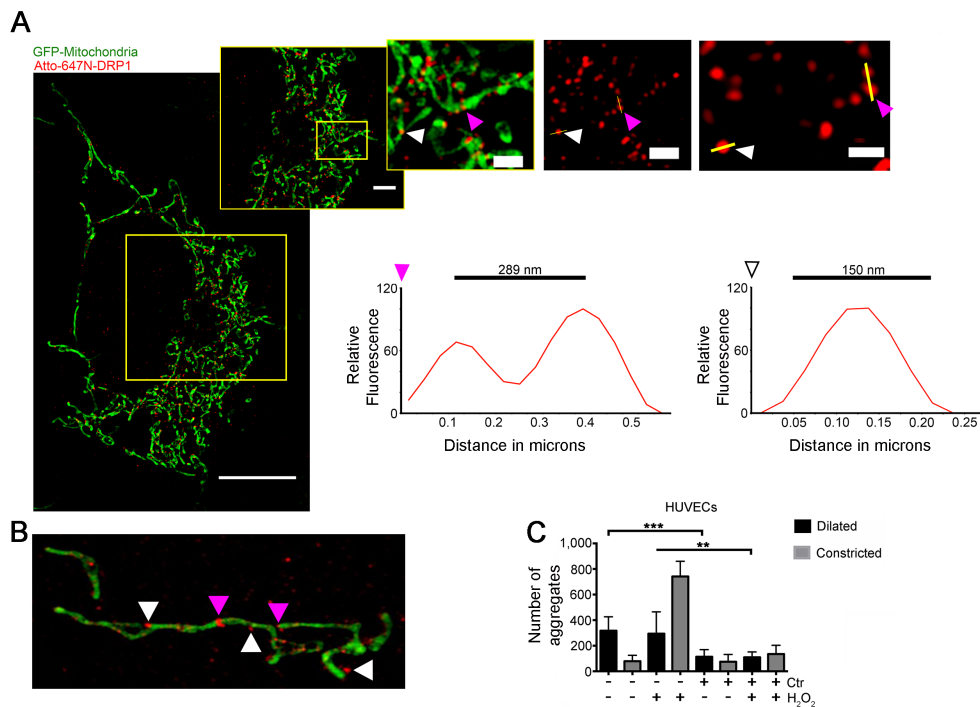 A
GFP-Mitochondria
Atto-647N-DRP1
289 nm
120
60
0
Relative
Fluorescence
0.1 0.2 0.3 0.4 0.5
Distance in microns
150 nm
120
60
0
Relative
Fluorescence
0.05 0.10 0.15 0.20 0.25
Distance in microns
B
C
HUVECs
***
**
Dilated
Constricted
1,000
800
600
400
200
0
Number of
aggregates
- - - - + + + + Ctr
- - + + - - + + H₂O₂